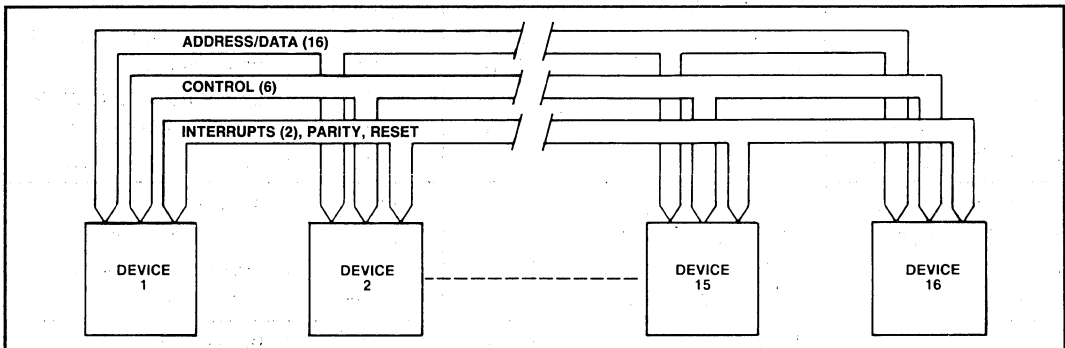 ADDRESS/DATA (16)
CONTROL (6)
INTERRUPTS (2), PARITY, RESET
DEVICE
1
DEVICE
2
DEVICE
15
DEVICE
16